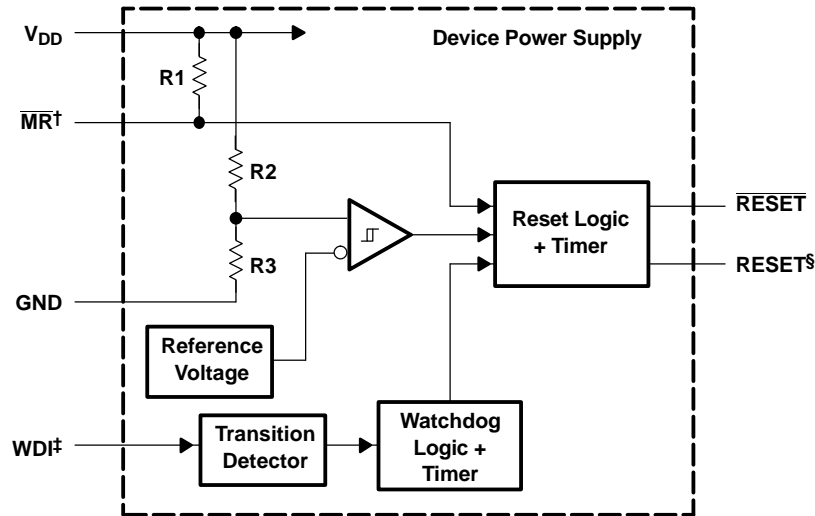 VDD
Device Power Supply
R1
MR†
R2
Reset Logic
+ Timer
RESET
RESET§
R3
GND
Reference
Voltage
WDI‡
Transition
Detector
Watchdog
Logic +
Timer